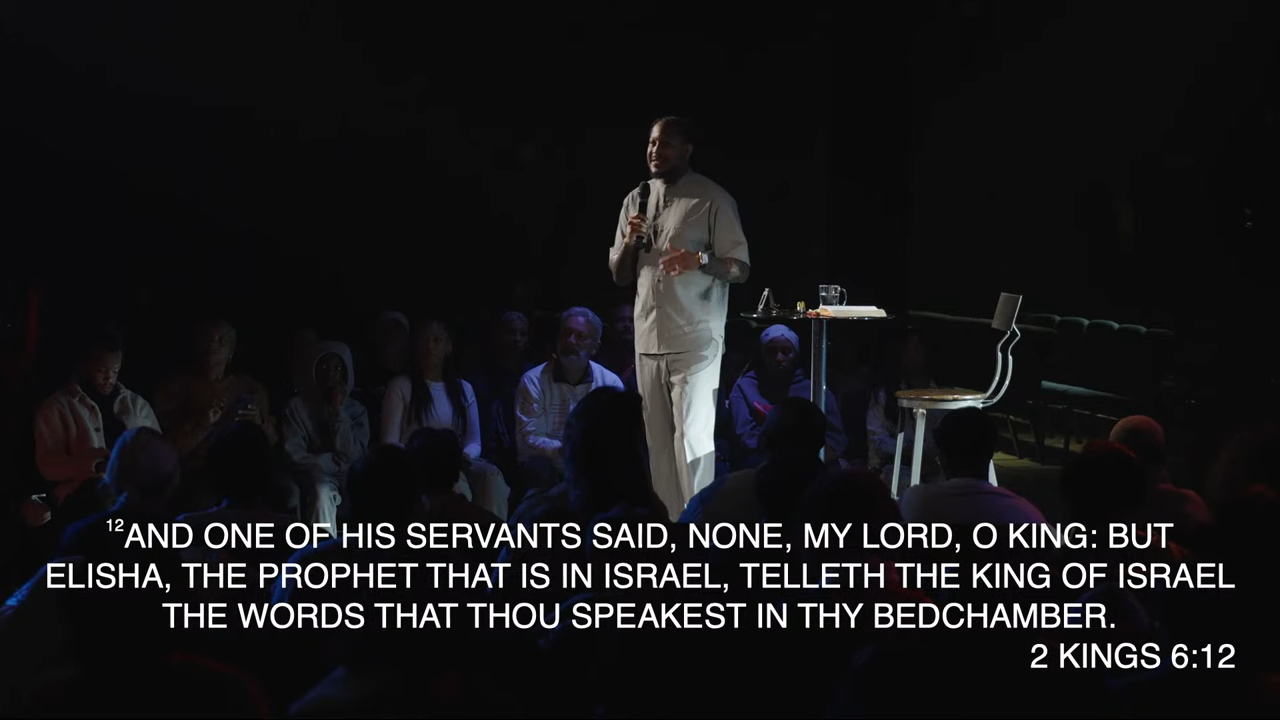 12AND ONE OF HIS SERVANTS SAID, NONE, MY LORD, O KING: BUT
ELISHA, THE PROPHET THAT IS IN ISRAEL, TELLETH THE KING OF ISRAEL
THE WORDS THAT THOU SPEAKEST IN THY BEDCHAMBER.
2 KINGS 6:12